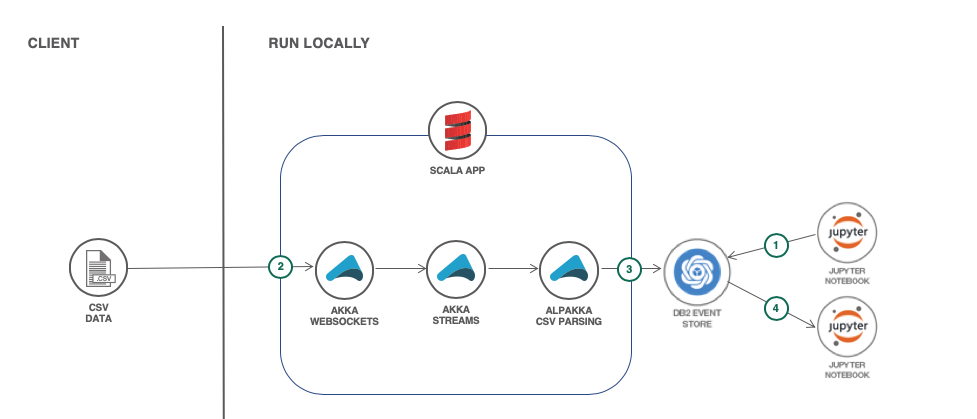 CLIENT
RUN LOCALLY
SCALA APP
.CSV
CSV
DATA
2
AKKA
WEBSOCKETS
AKKA
STREAMS
ALPAKKA
CSV PARSING
3
DB2 EVENT
STORE
1
jupyter
JUPYTER
NOTEBOOK
4
jupyter
JUPYTER
NOTEBOOK